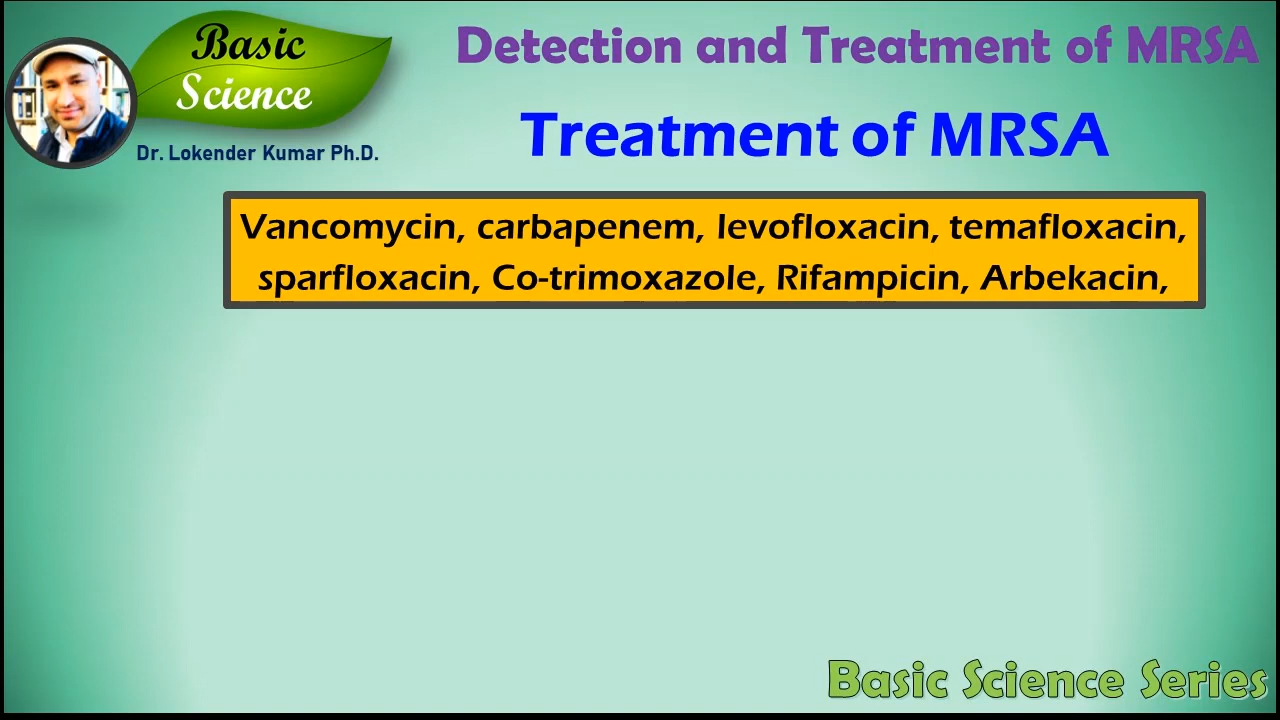 Basic
Science
Dr. Lokender Kumar Ph.D.
Detection and Treatment of MRSA
Treatment of MRSA
Vancomycin, carbapenem, levofloxacin, temafloxacin,
sparfloxacin, Co-trimoxazole, Rifampicin, Arbekacin,
Basic Science Series